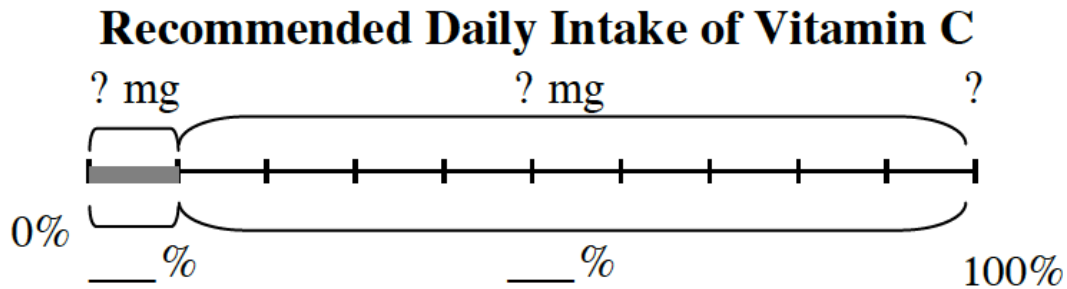 Recommended Daily Intake of Vitamin C
? mg ? mg ?
0%
___% ___% 100%